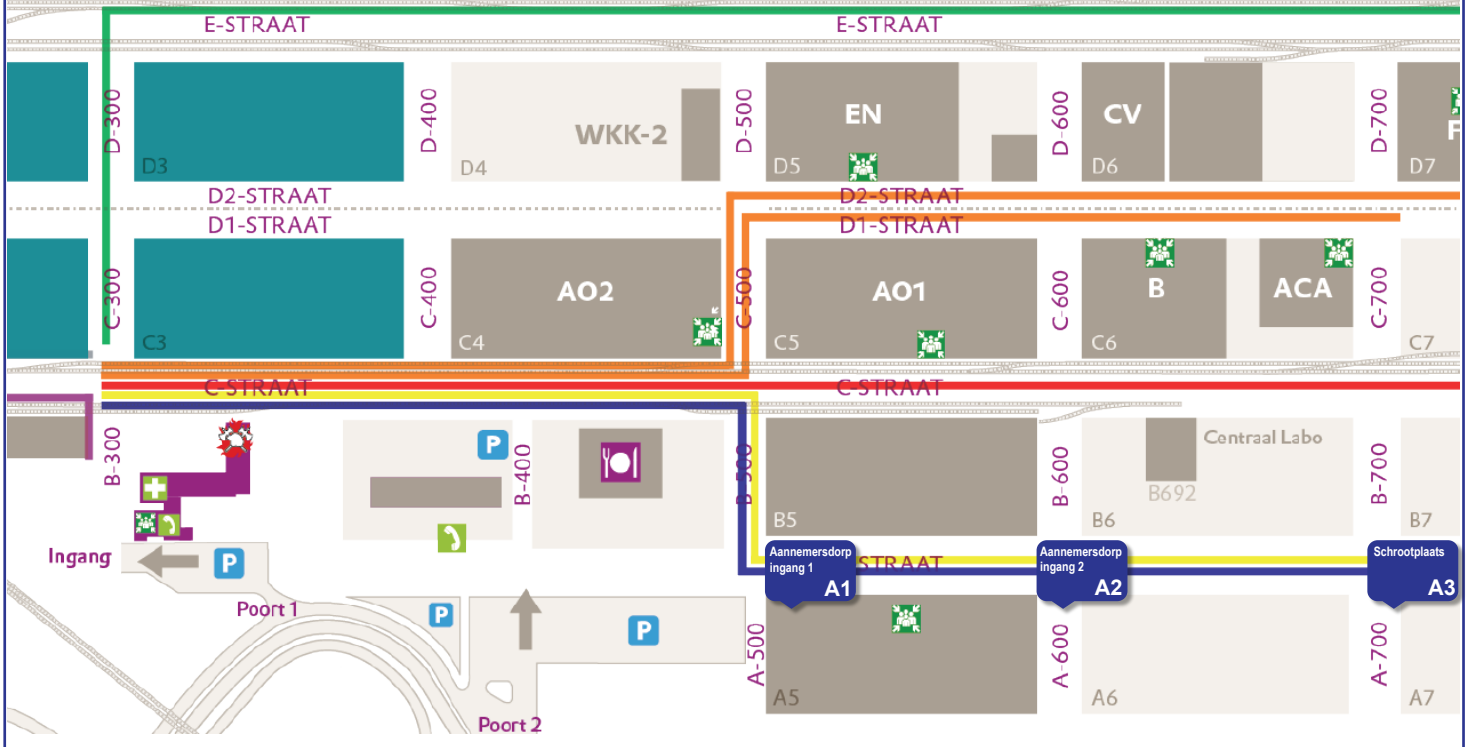 E-STRAAT
E-STRAAT
D-300
D-400
D-500
D-600
D-700
EN
CV
WKK-2
D3
D4
D5
D6
D7
D2-STRAAT
D2-STRAAT
D1-STRAAT
D1-STRAAT
C-300
C-400
C-500
C-600
C-700
AO2
AO1
B
ACA
C3
C4
C5
C6
C7
C-STRAAT
C-STRAAT
B-300
B-400
B-500
B-600
B-700
P
Centraal Labo
B692
B5
B6
B7
Ingang
P
Aannemersdorp
ingang 1
A1
STRAAT
Aannemersdorp
ingang 2
A2
Schrootplaats
A3
Poort 1
P
P
A-500
A-600
A-700
A5
A6
A7
Poort 2